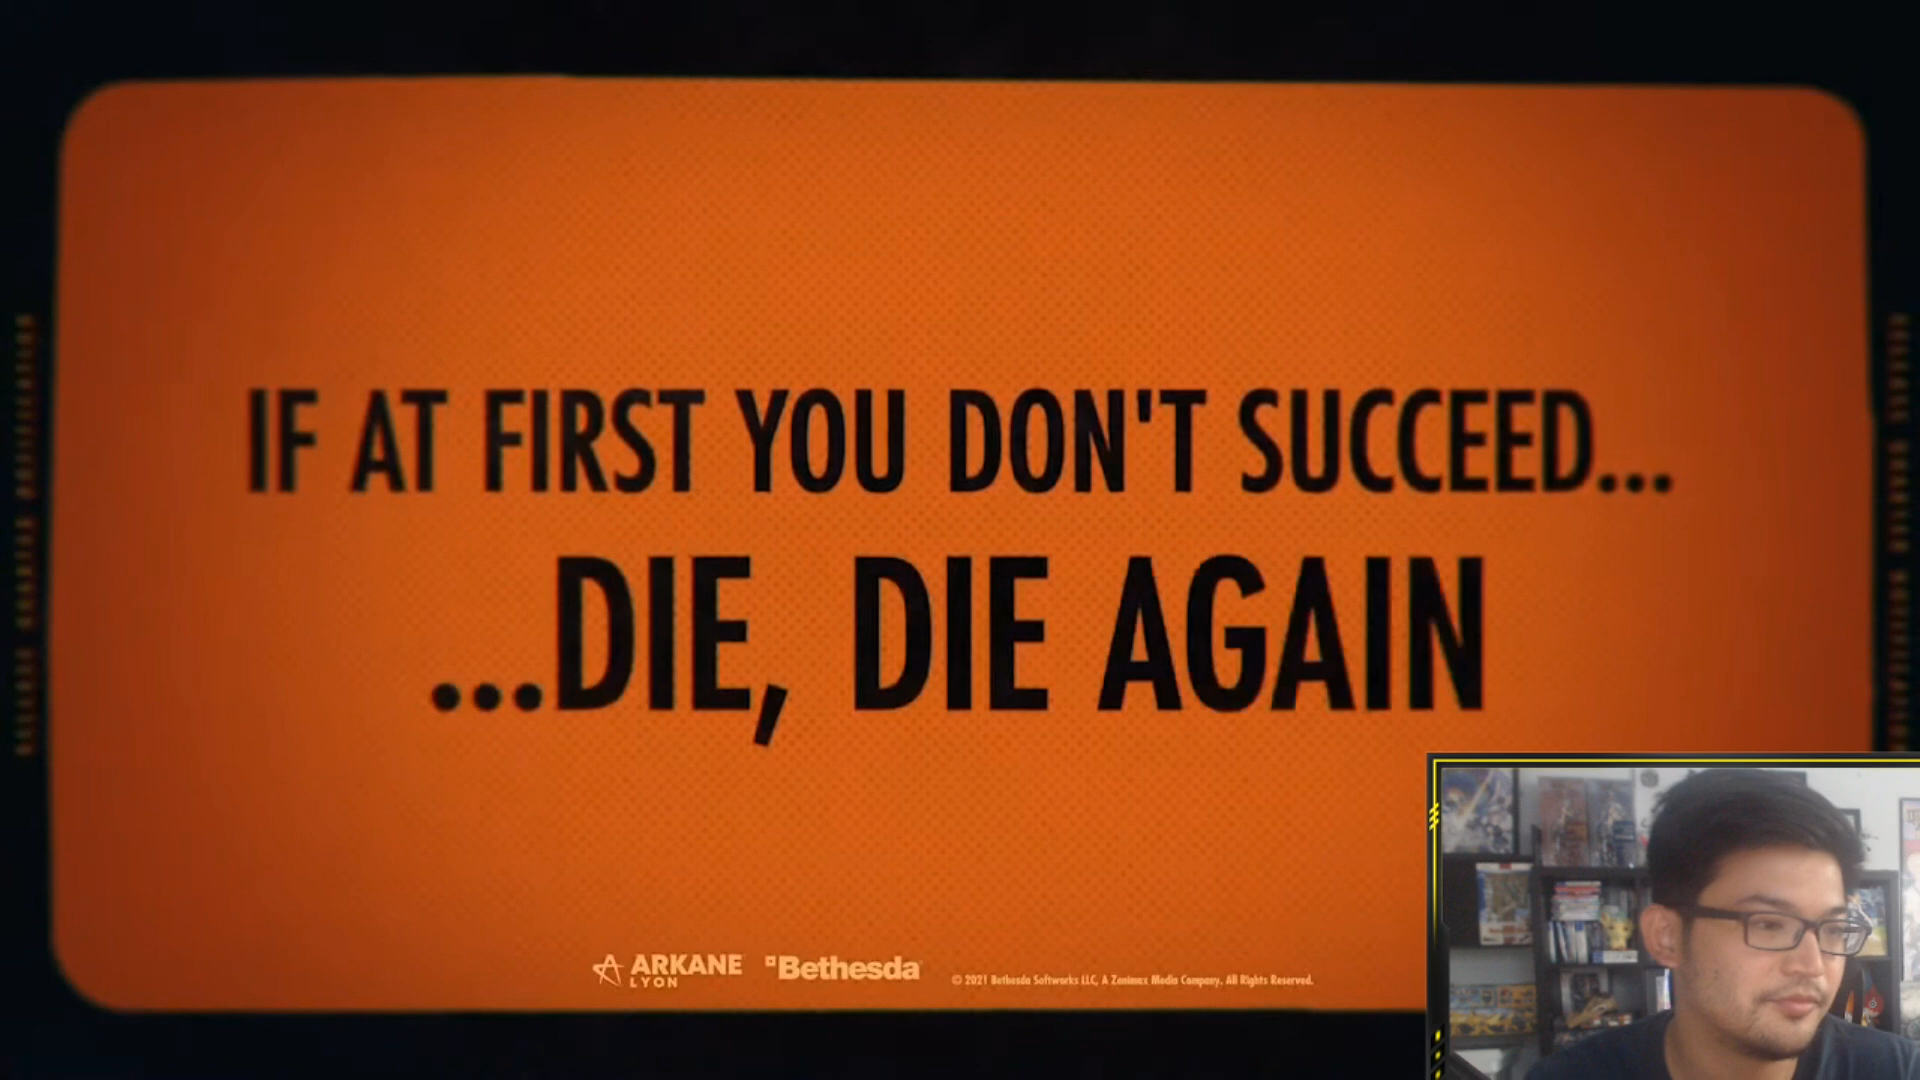 IF AT FIRST YOU DON'T SUCCEED...
...DIE, DIE AGAIN
ARKANE
LYON
Bethesda
© 2021 Bethesda Softworks LLC, A Zenimax Media Company. All Rights Reserved.